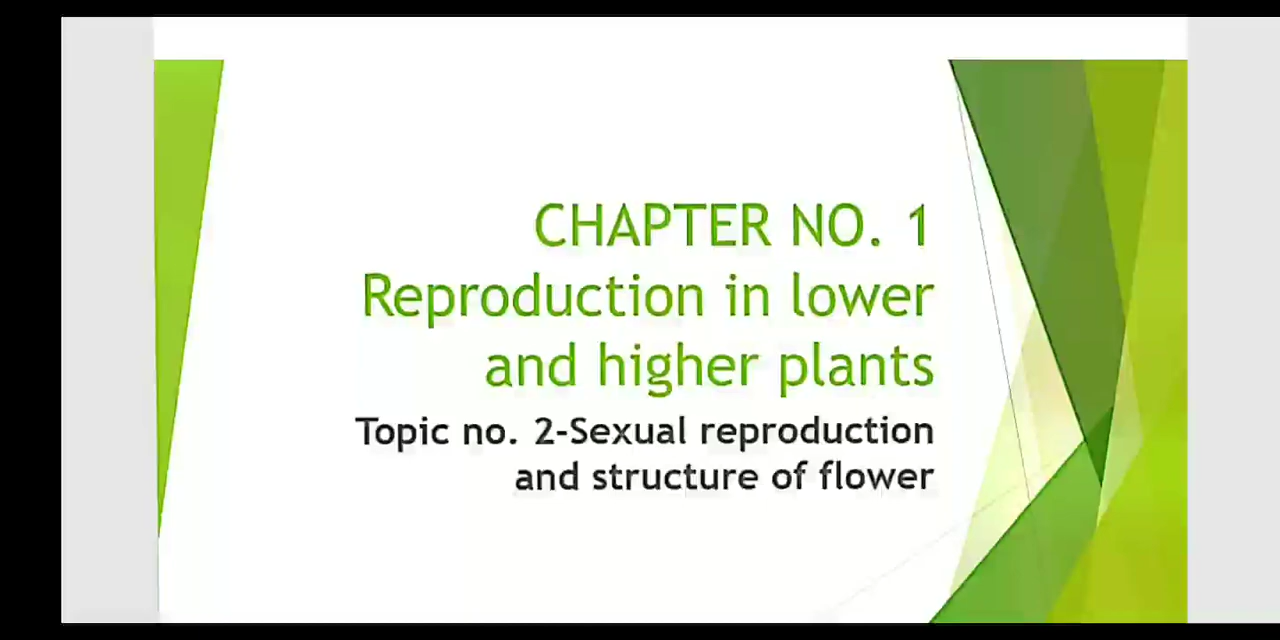 CHAPTER NO. 1
Reproduction in lower
and higher plants
Topic no. 2-Sexual reproduction
and structure of flower